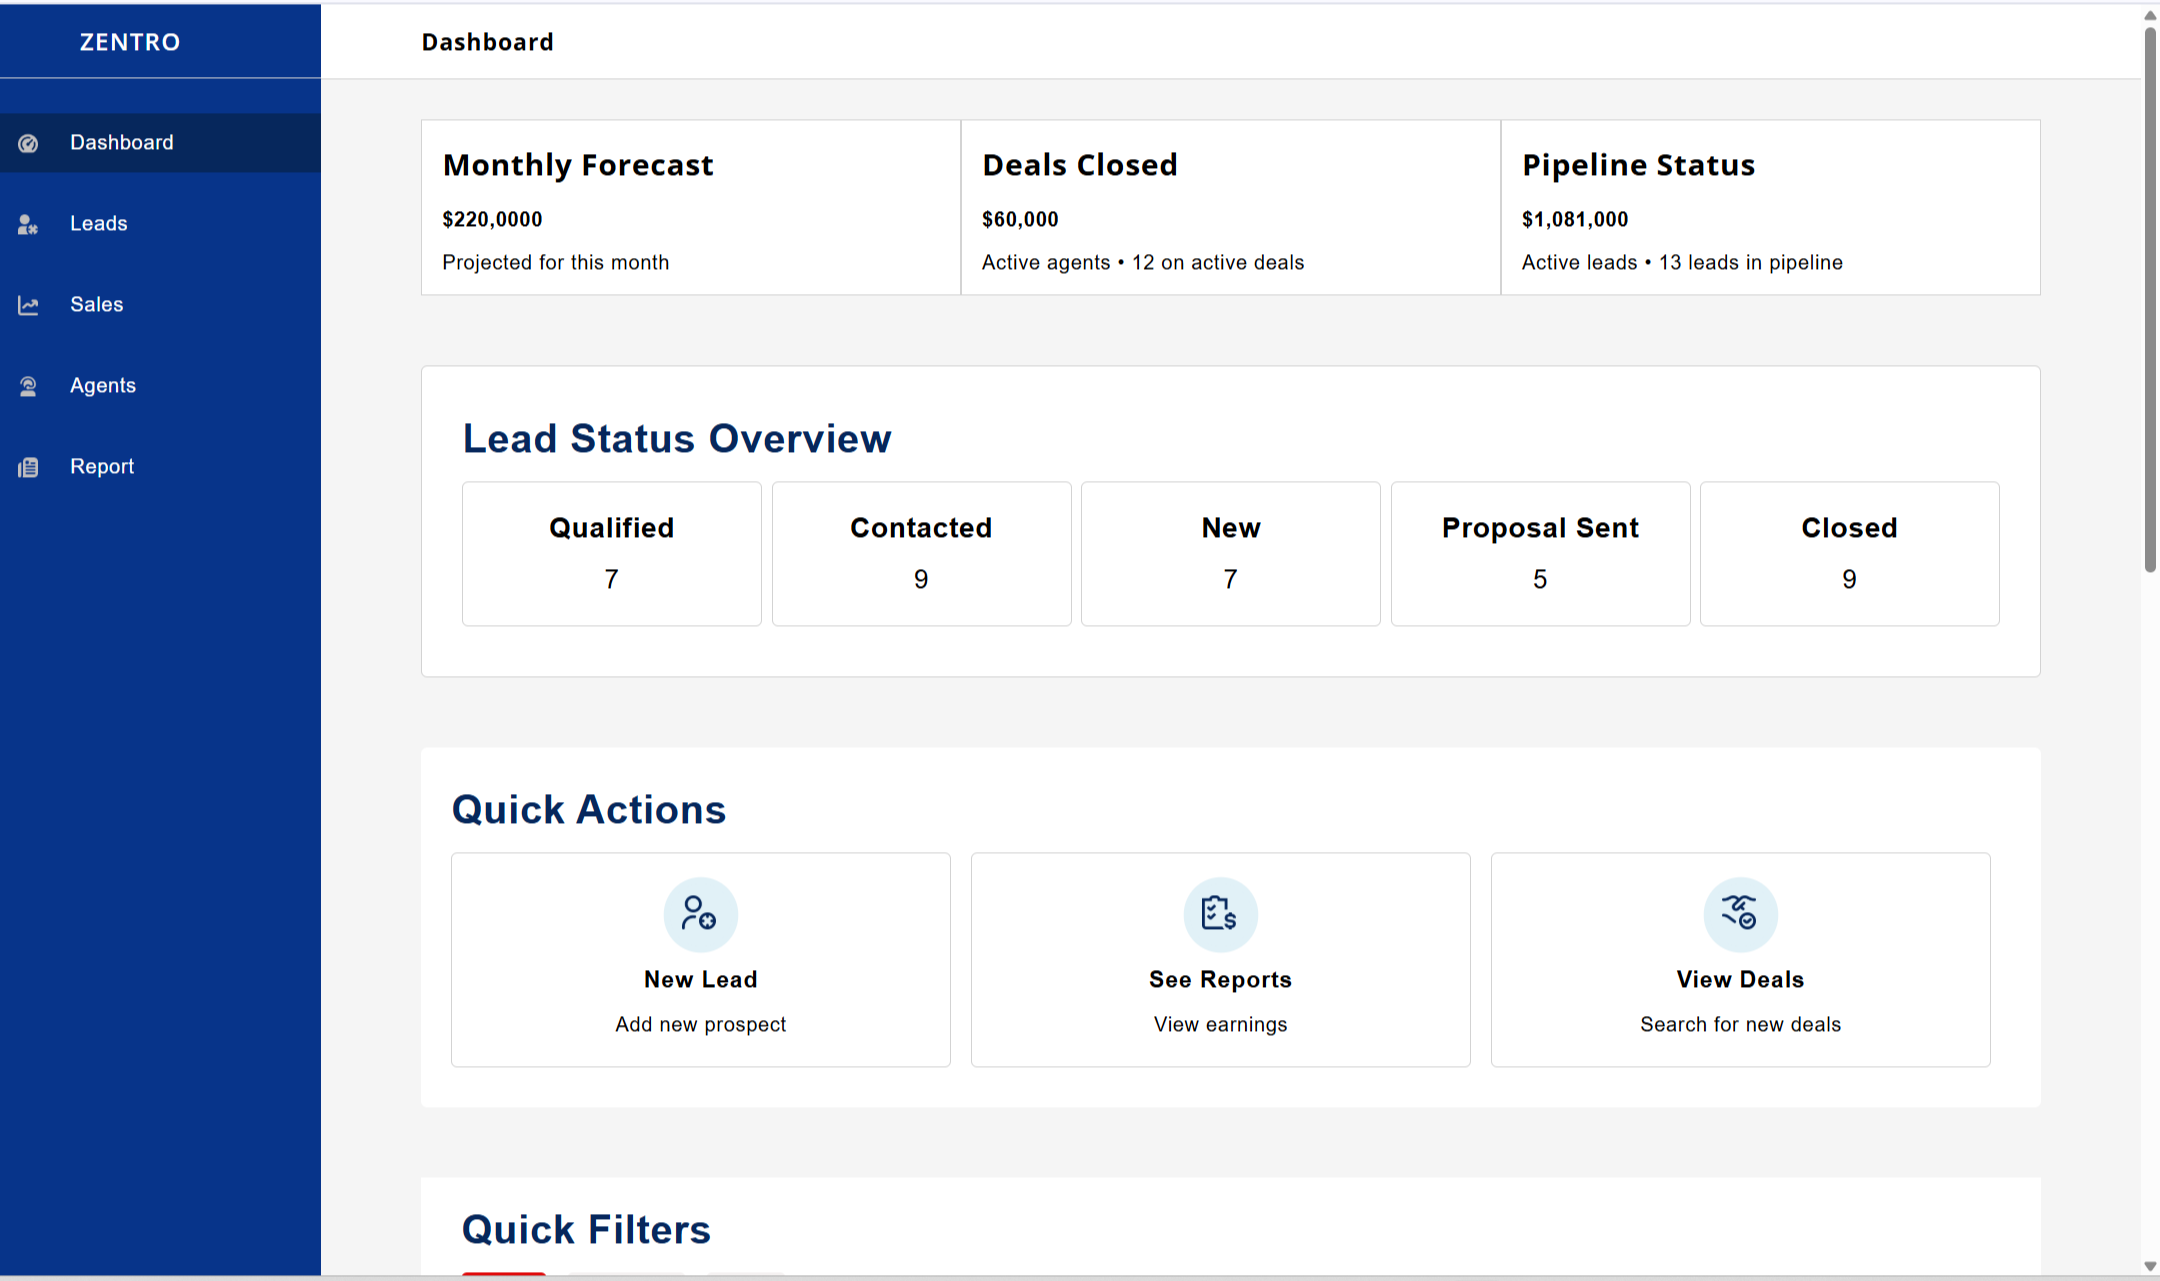 ZENTRO
Dashboard
Dashboard
Leads
Sales
Agents
Report
Monthly Forecast
$220,0000
Projected for this month
Deals Closed
$60,000
Active agents • 12 on active deals
Pipeline Status
$1,081,000
Active leads • 13 leads in pipeline
Lead Status Overview
Qualified
7
Contacted
9
New
7
Proposal Sent
5
Closed
9
Quick Actions
New Lead
Add new prospect
See Reports
View earnings
View Deals
Search for new deals
Quick Filters